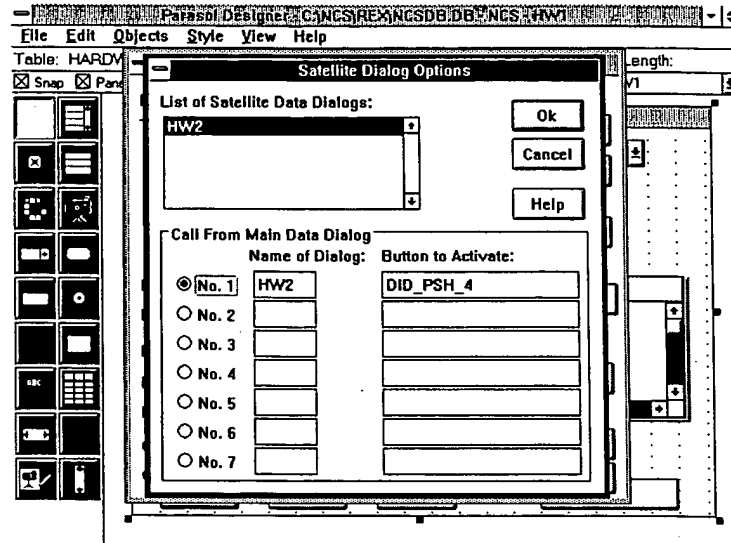 Parasol Designer C:\NCS\REX\NCSDB.DB NCS - HW1
File Edit Objects Style View Help
Table: HARDW
Length:
Snap
Satellite Dialog Options
List of Satellite Data Dialogs:
HW2
Ok
Cancel
Help
Call From Main Data Dialog
Name of Dialog: Button to Activate:
No. 1 HW2 DID_PSH_4
No. 2
No. 3
No. 4
No. 5
No. 6
No. 7
ABC